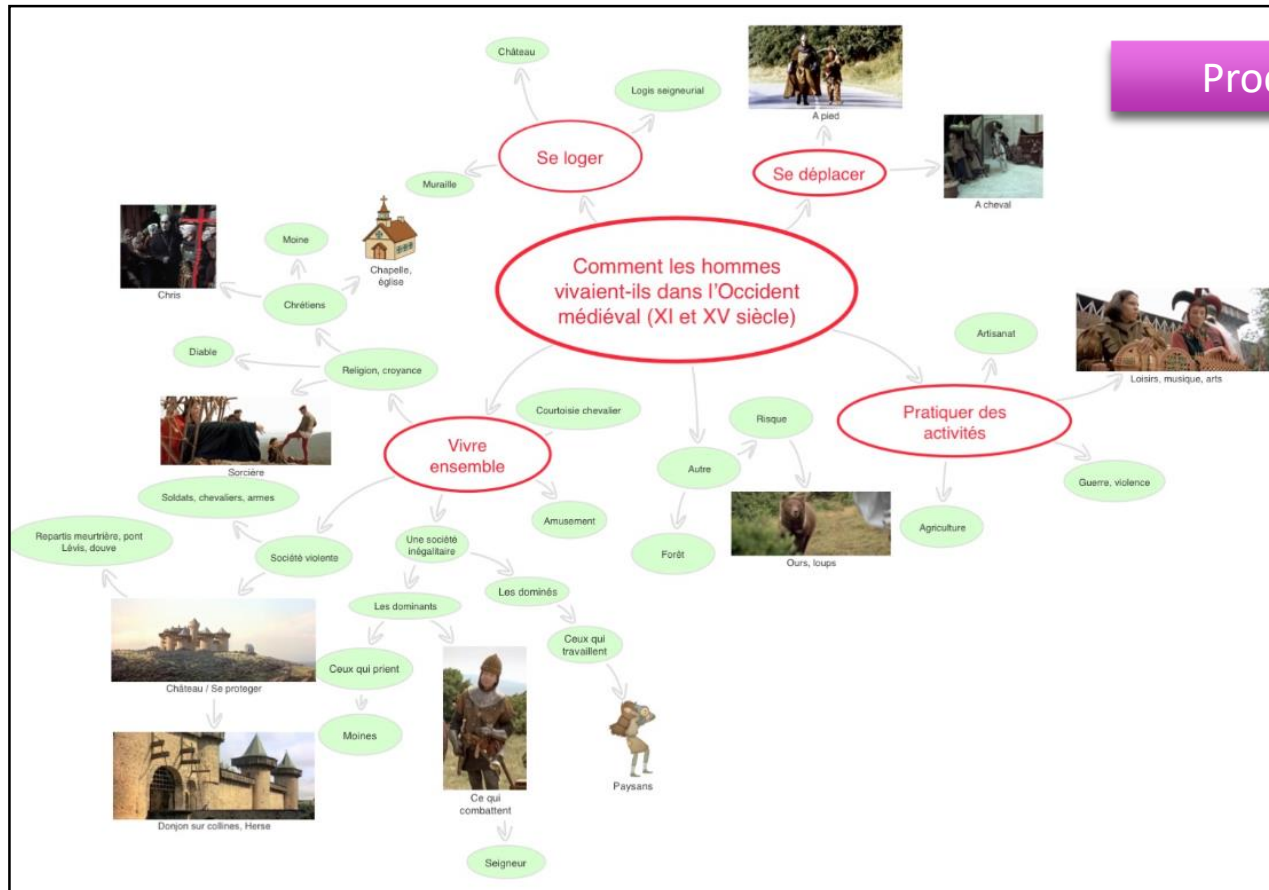 Proc
Château
Logis seigneurial
A pied
Se loger
Se déplacer
Muraille
A cheval
Moine
Chapelle,
église
Chris
Chrétiens
Comment les hommes
vivaient-ils dans l'Occident
médiéval (XI et XV siècle)
Artisanat
Diable
Religion, croyance
Loisirs, musique, arts
Courtoisie chevalier
Risque
Pratiquer des
activités
Vivre
ensemble
Sorcière
Autre
Guerre, violence
Soldats, chevaliers, armes
Amusement
Agriculture
Repartis meurtrière, pont
Lévis, douve
Société violente
Une société
inégalitaire
Forêt
Ours, loups
Les dominés
Les dominants
Ceux qui
travaillent
Ceux qui prient
Château / Se proteger
Moines
Paysans
Ce qui
combattent
Donjon sur collines, Herse
Seigneur